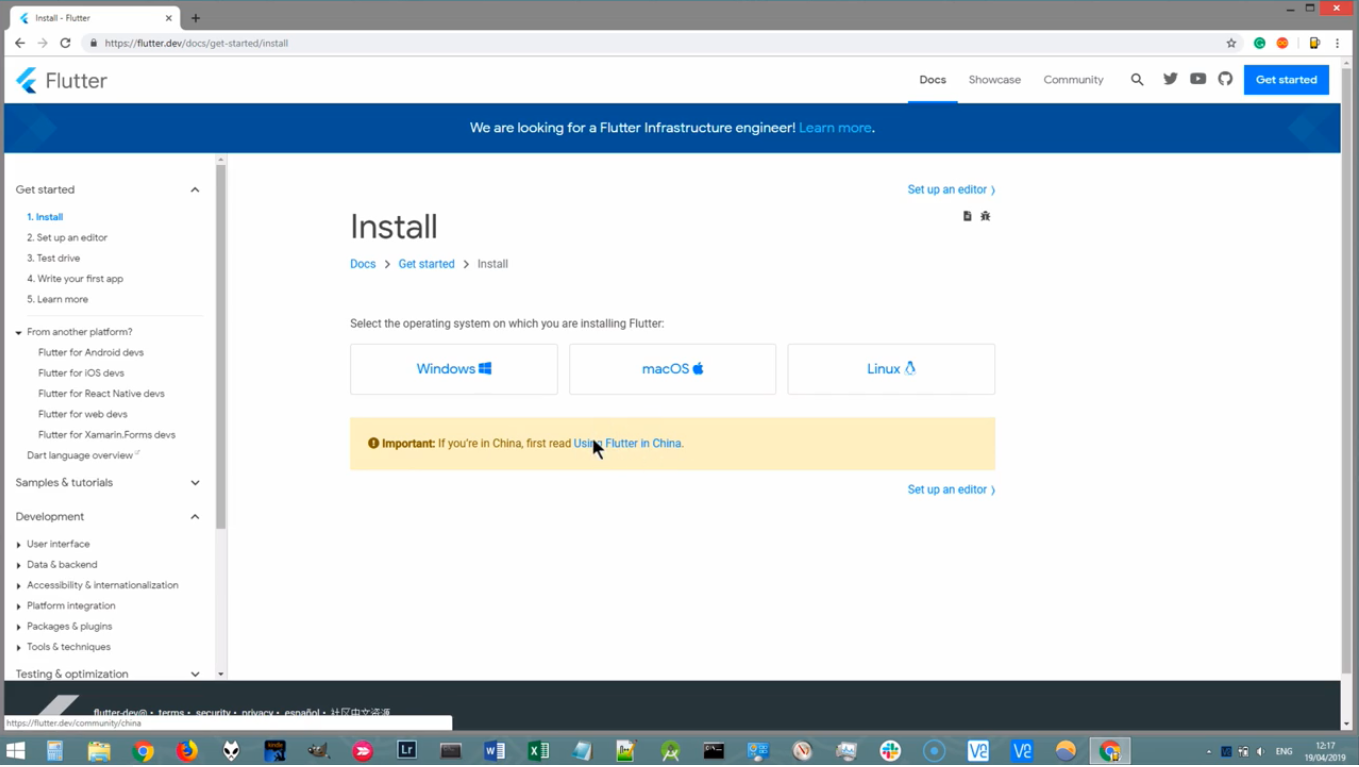 Install - Flutter
https://flutter.dev/docs/get-started/install
Flutter
Docs
Showcase
Community
Get started
We are looking for a Flutter Infrastructure engineer! Learn more.
Get started
1. Install
2. Set up an editor
3. Test drive
4. Write your first app
5. Learn more
From another platform?
Flutter for Android devs
Flutter for iOS devs
Flutter for React Native devs
Flutter for web devs
Flutter for Xamarin.Forms devs
Dart language overview
Samples & tutorials
Development
User interface
Data & backend
Accessibility & internationalization
Platform integration
Packages & plugins
Tools & techniques
Testing & optimization
Set up an editor
Install
Docs > Get started > Install
Select the operating system on which you are installing Flutter:
Windows
macOS
Linux
Important: If you're in China, first read Using Flutter in China.
Set up an editor
flutter-dev@ • terms • security • privacy • español • 社区中文资源
https://flutter.dev/community/china
Lr
ENG
12:17
19/04/2019